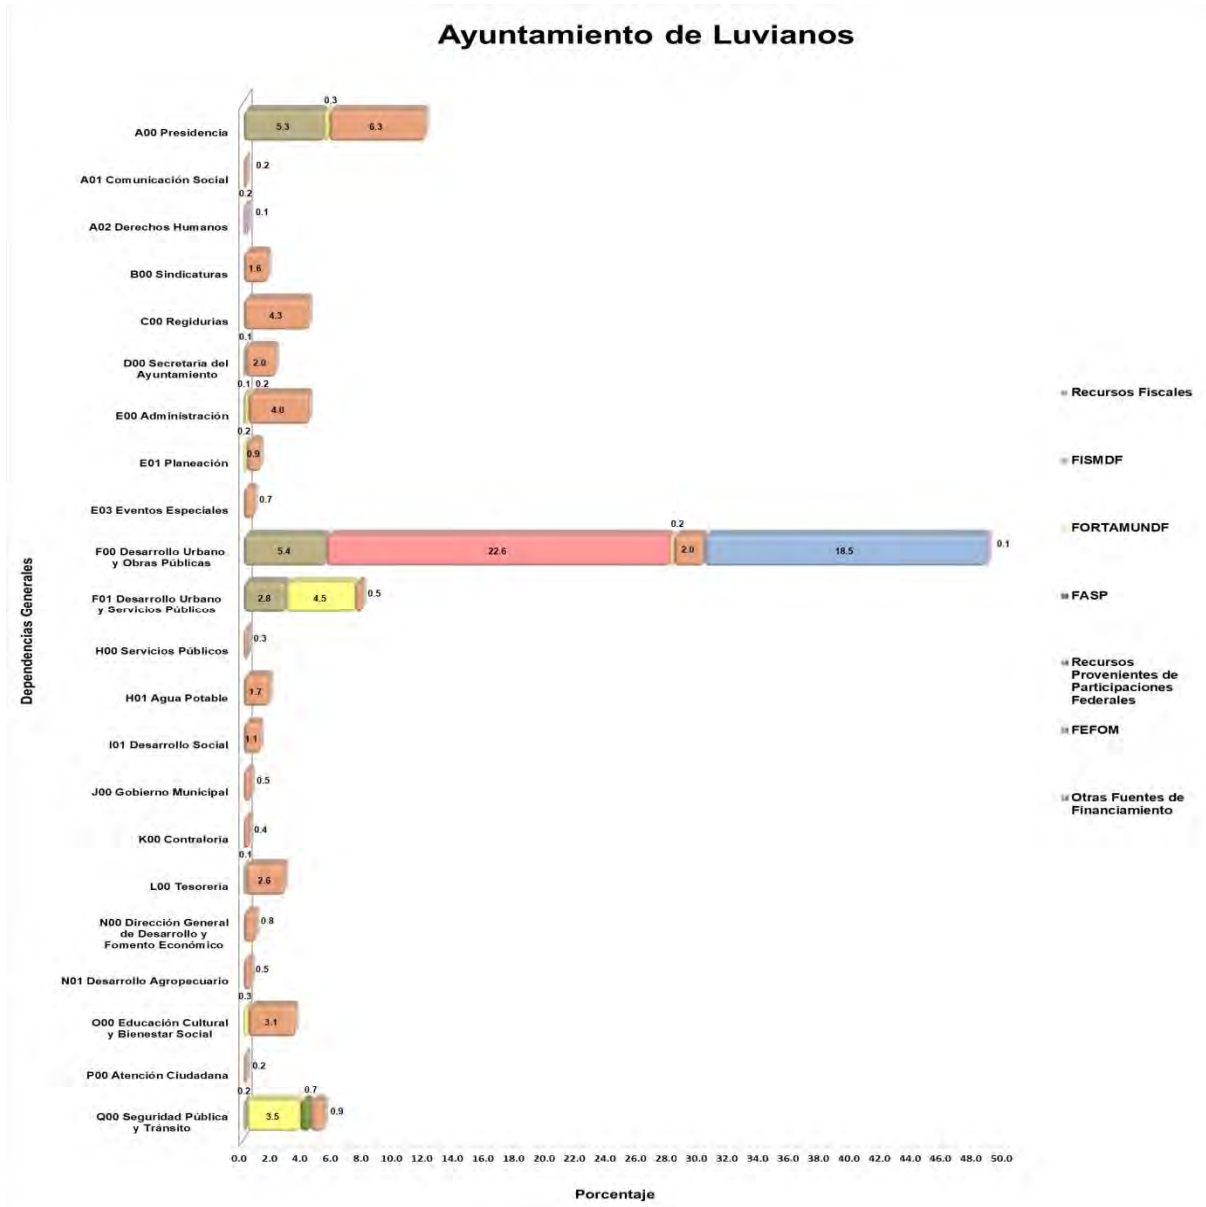 Ayuntamiento de Luvianos
0.3
A00 Presidencia
5.3
6.3
A01 Comunicación Social
0.2
0.2
A02 Derechos Humanos
0.1
B00 Sindicaturas
1.6
C00 Regidurias
4.3
0.1
D00 Secretaria del
Ayuntamiento
2.0
0.1 0.2
E00 Administración
4.0
0.2
E01 Planeación
0.9
E03 Eventos Especiales
0.7
0.2
F00 Desarrollo Urbano
y Obras Públicas
5.4
22.6
2.0
18.5
0.1
F01 Desarrollo Urbano
y Servicios Públicos
2.8
4.5
0.5
H00 Servicios Públicos
0.3
H01 Agua Potable
1.7
I01 Desarrollo Social
1.1
J00 Gobierno Municipal
0.5
K00 Contraloria
0.4
0.1
L00 Tesoreria
2.6
N00 Dirección General
de Desarrollo y
Fomento Económico
0.8
N01 Desarrollo Agropecuario
0.5
0.3
O00 Educación Cultural
y Bienestar Social
3.1
P00 Atención Ciudadana
0.2
0.2
0.7
Q00 Seguridad Pública
y Tránsito
3.5
0.9
0.0 2.0 4.0 6.0 8.0 10.0 12.0 14.0 16.0 18.0 20.0 22.0 24.0 26.0 28.0 30.0 32.0 34.0 36.0 38.0 40.0 42.0 44.0 46.0 48.0 50.0
Porcentaje
Dependencias Generales
Recursos Fiscales
FISMDF
FORTAMUNDF
FASP
Recursos
Provenientes de
Participaciones
Federales
FEFOM
Otras Fuentes de
Financiamiento